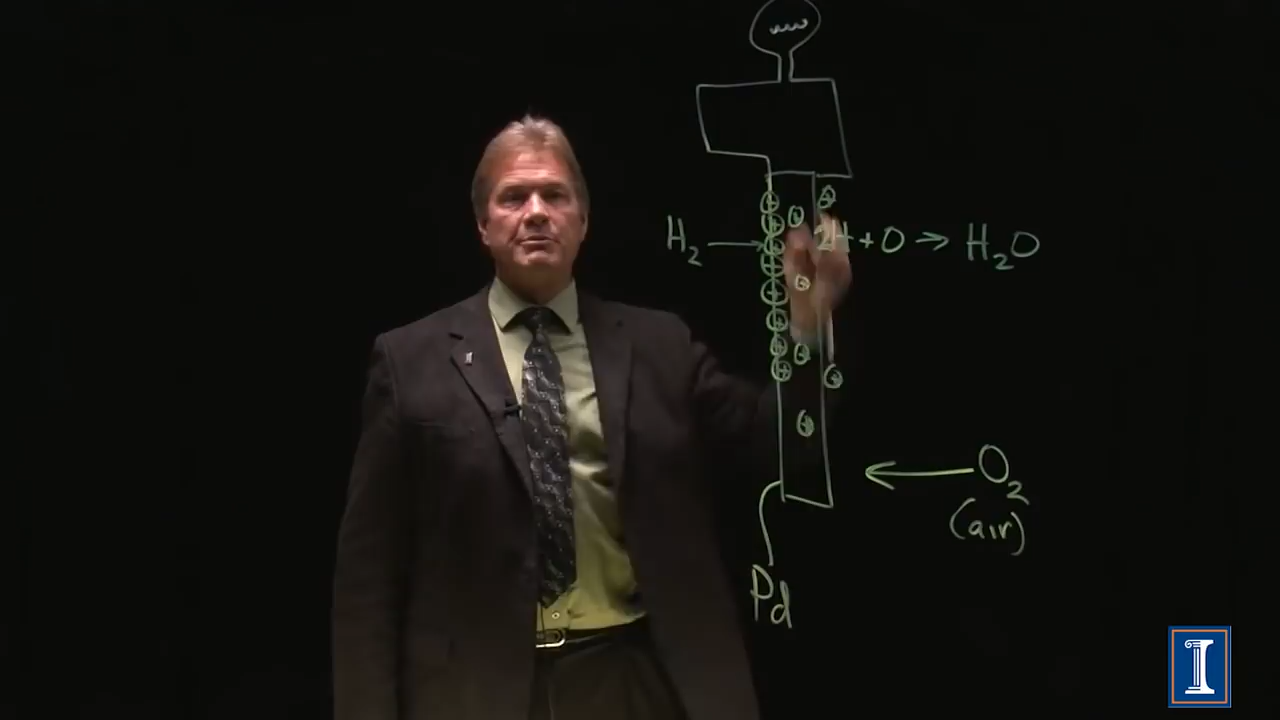 H₂ → 2H + O → H₂O
O₂
(air)
Pd
I